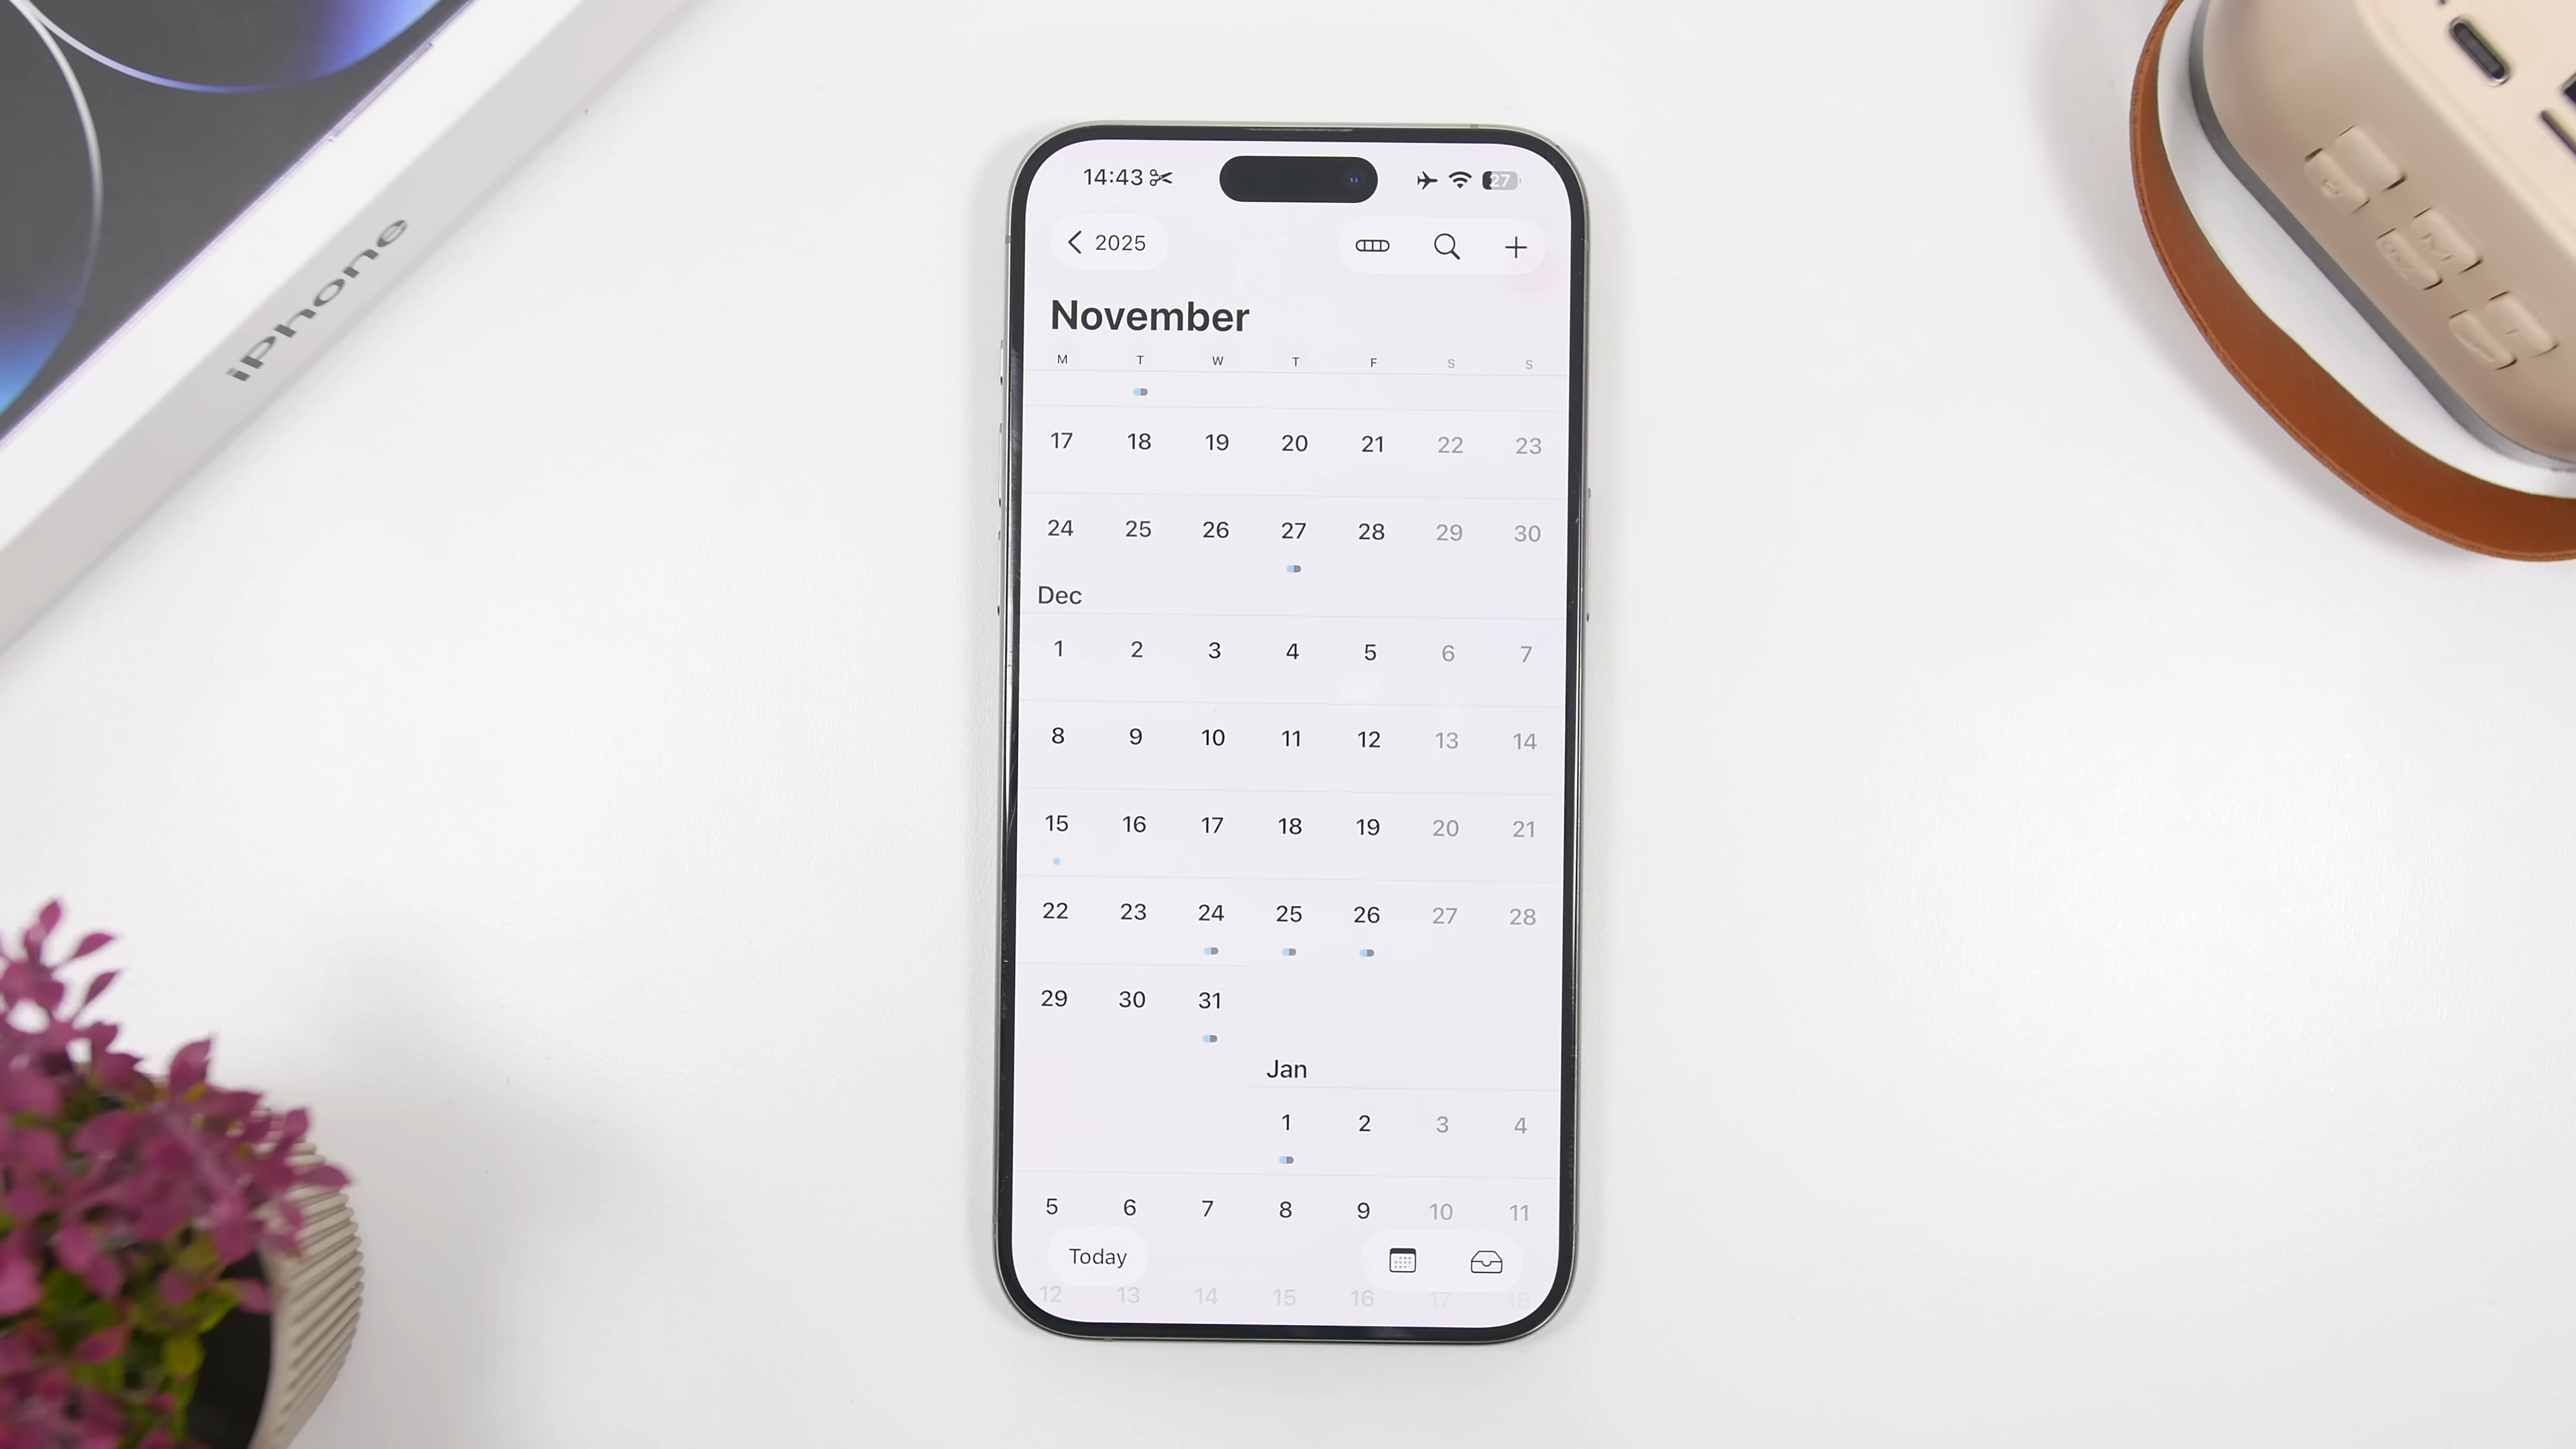 iPhone
14:43
27
2025
November
M T W T F S S
17 18 19 20 21 22 23
24 25 26 27 28 29 30
Dec
1 2 3 4 5 6 7
8 9 10 11 12 13 14
15 16 17 18 19 20 21
22 23 24 25 26 27 28
29 30 31
Jan
1 2 3 4
5 6 7 8 9 10 11
Today
12 13 14 15 16 17 18